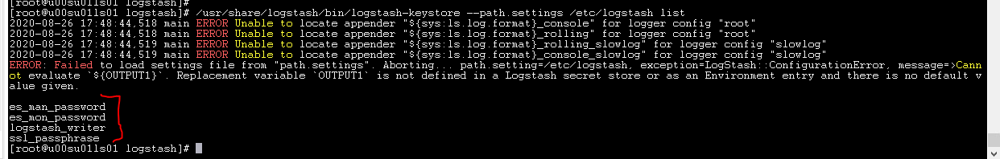 [root@u00su01ls01 logstash]#
[root@u00su01ls01 logstash]# /usr/share/logstash/bin/logstash-keystore --path.settings /etc/logstash list
2020-08-26 17:48:44,518 main ERROR Unable to locate appender "${sys:ls.log.format}_console" for logger config "root"
2020-08-26 17:48:44,518 main ERROR Unable to locate appender "${sys:ls.log.format}_rolling" for logger config "root"
2020-08-26 17:48:44,519 main ERROR Unable to locate appender "${sys:ls.log.format}_rolling_slowlog" for logger config "slowlog"
2020-08-26 17:48:44,519 main ERROR Unable to locate appender "${sys:ls.log.format}_console_slowlog" for logger config "slowlog"
ERROR: Failed to load settings file from "path.settings". Aborting... path.setting=/etc/logstash, exception=LogStash::ConfigurationError, message=>Cann
ot evaluate `${OUTPUT1}`. Replacement variable `OUTPUT1` is not defined in a Logstash secret store or as an Environment entry and there is no default v
alue given.
es_man_password
es_mon_password
logstash_writer
ssl_passphrase
[root@u00su01ls01 logstash]#